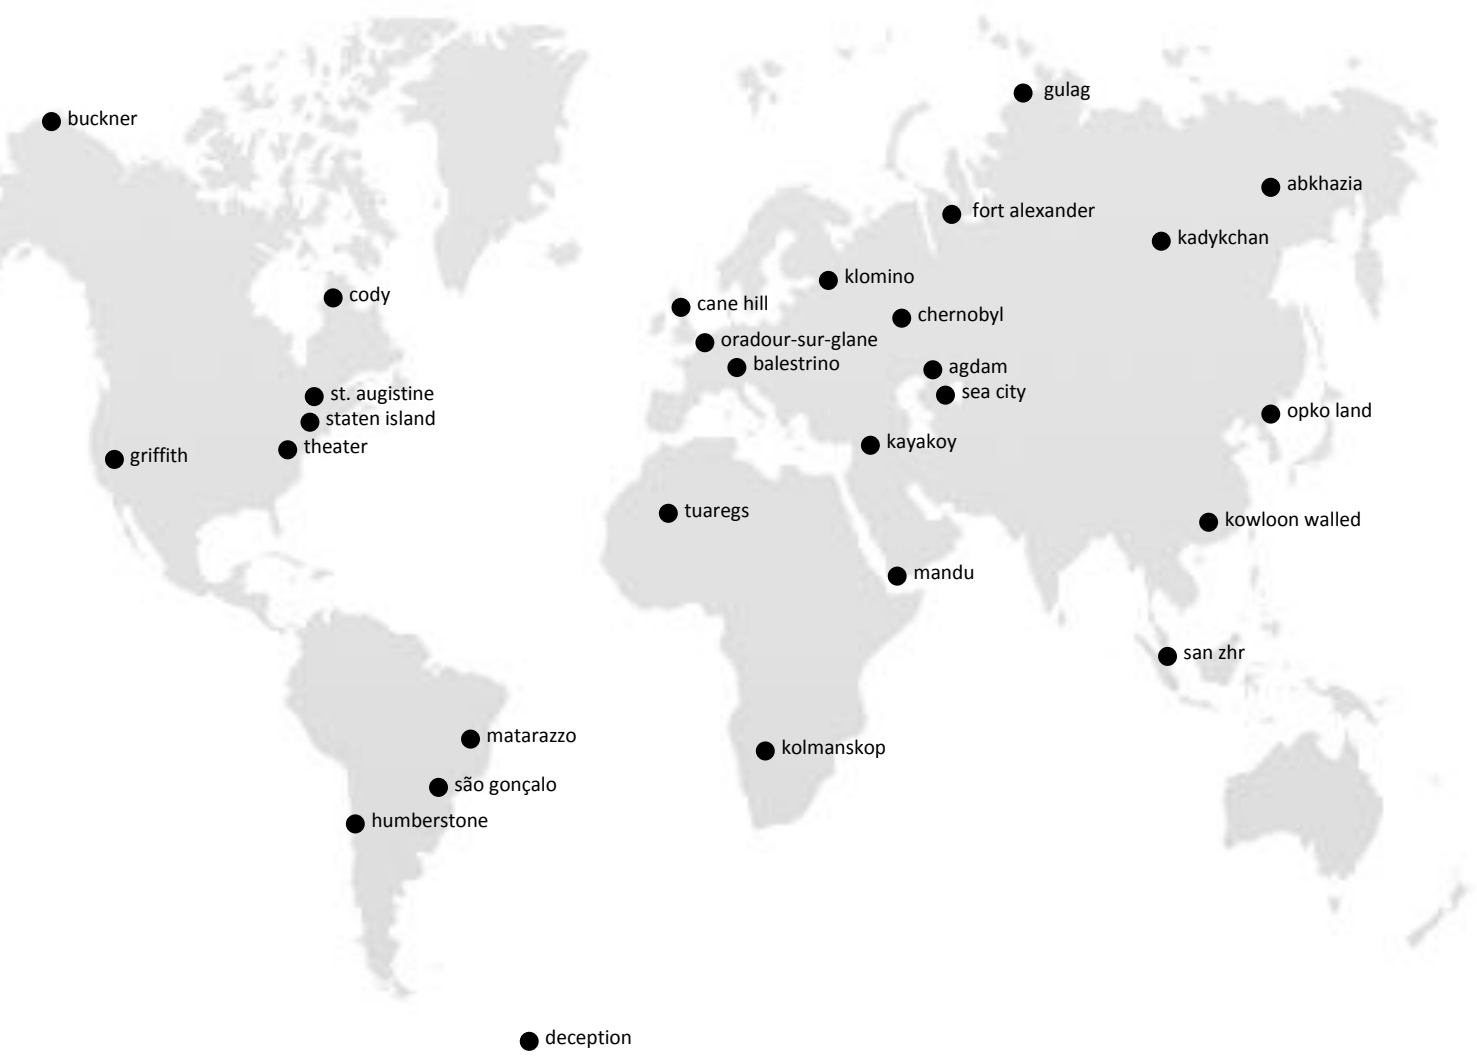 gulag
buckner
abkhazia
fort alexander
kadykchan
klomino
cody
cane hill
chernobyl
oradour-sur-glane
balestrino
agdam
sea city
st. augistine
opko land
staten island
kayakoy
theater
griffith
tuaregs
kowloon walled
mandu
san zhr
matarazzo
kolmanskop
são gonçalo
humberstone
deception